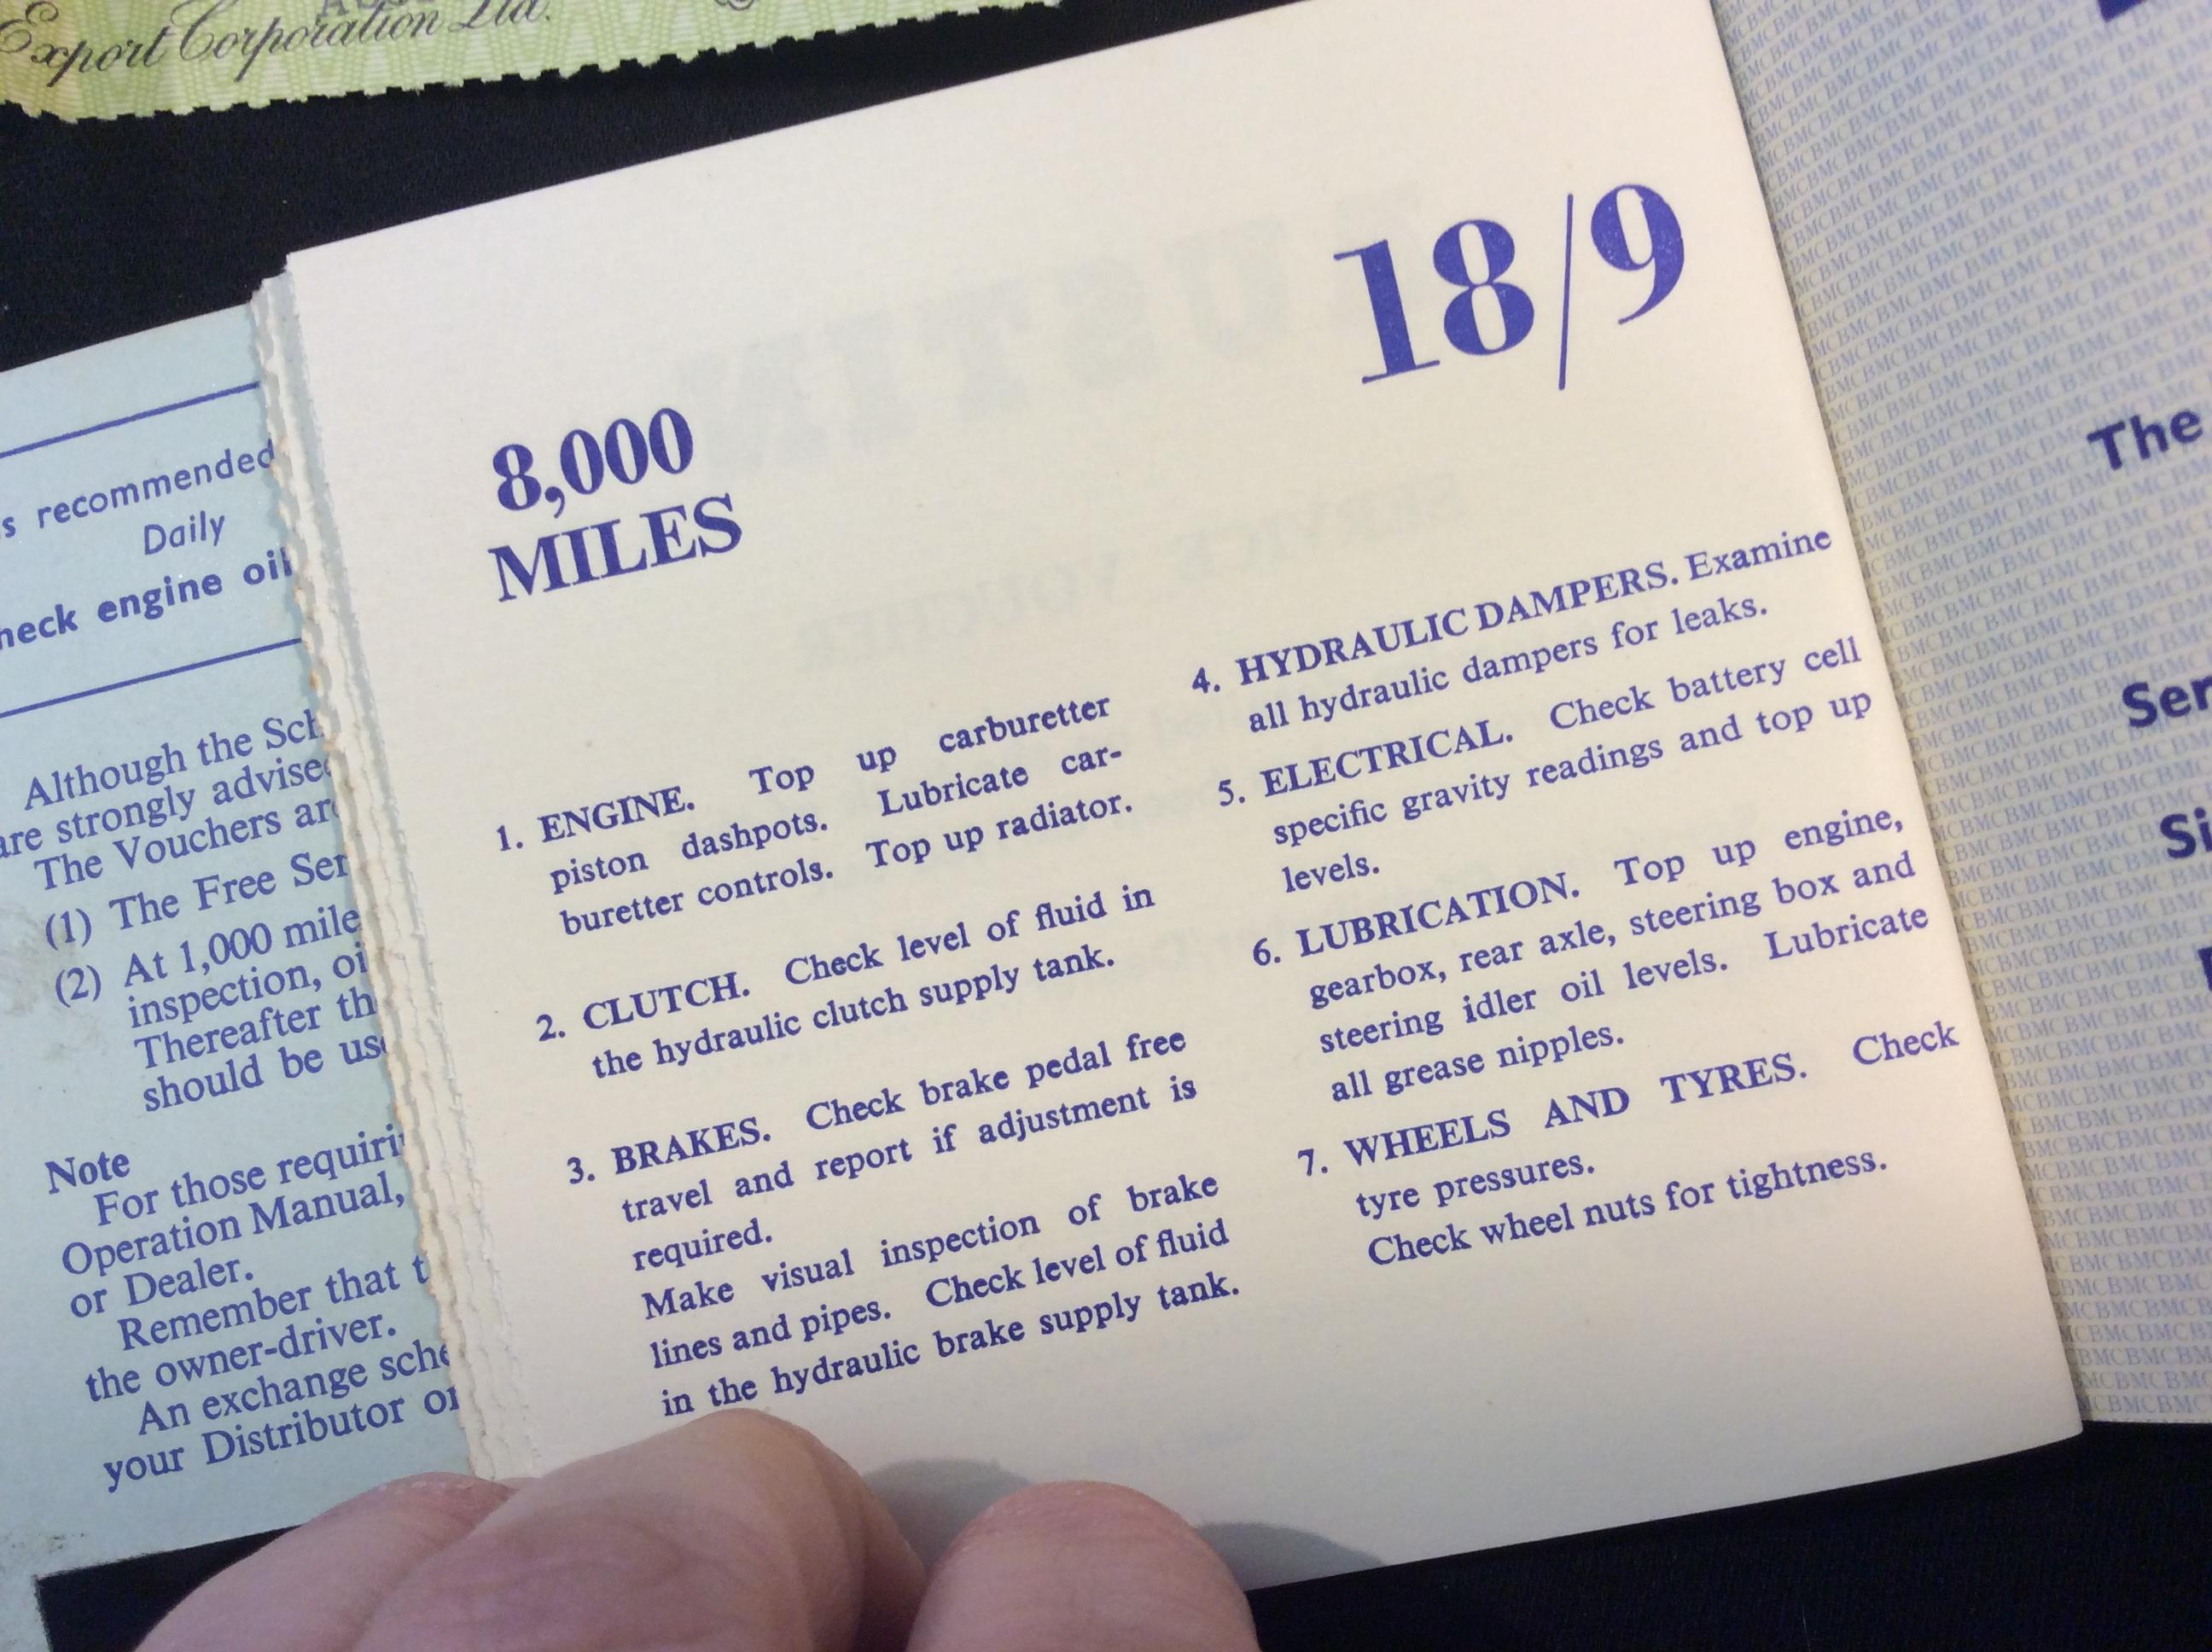 Export Corporation Ltd.
s recommended
Daily
heck engine oil
Although the Sch
are strongly advised
The Vouchers are
(1) The Free Ser
(2) At 1,000 mile
inspection, oi
Thereafter th
should be use
Note
For those requiri
Operation Manual,
or Dealer.
Remember that t
the owner-driver.
An exchange sche
your Distributor or
18/9
8,000
MILES
1. ENGINE. Top up carburetter
piston dashpots. Lubricate car-
buretter controls. Top up radiator.
2. CLUTCH. Check level of fluid in
the hydraulic clutch supply tank.
3. BRAKES. Check brake pedal free
travel and report if adjustment is
required.
Make visual inspection of brake
lines and pipes. Check level of fluid
in the hydraulic brake supply tank.
4. HYDRAULIC DAMPERS. Examine
all hydraulic dampers for leaks.
5. ELECTRICAL. Check battery cell
specific gravity readings and top up
levels.
6. LUBRICATION. Top up engine,
gearbox, rear axle, steering box and
steering idler oil levels. Lubricate
all grease nipples.
7. WHEELS AND TYRES. Check
tyre pressures.
Check wheel nuts for tightness.
The
Ser
Si